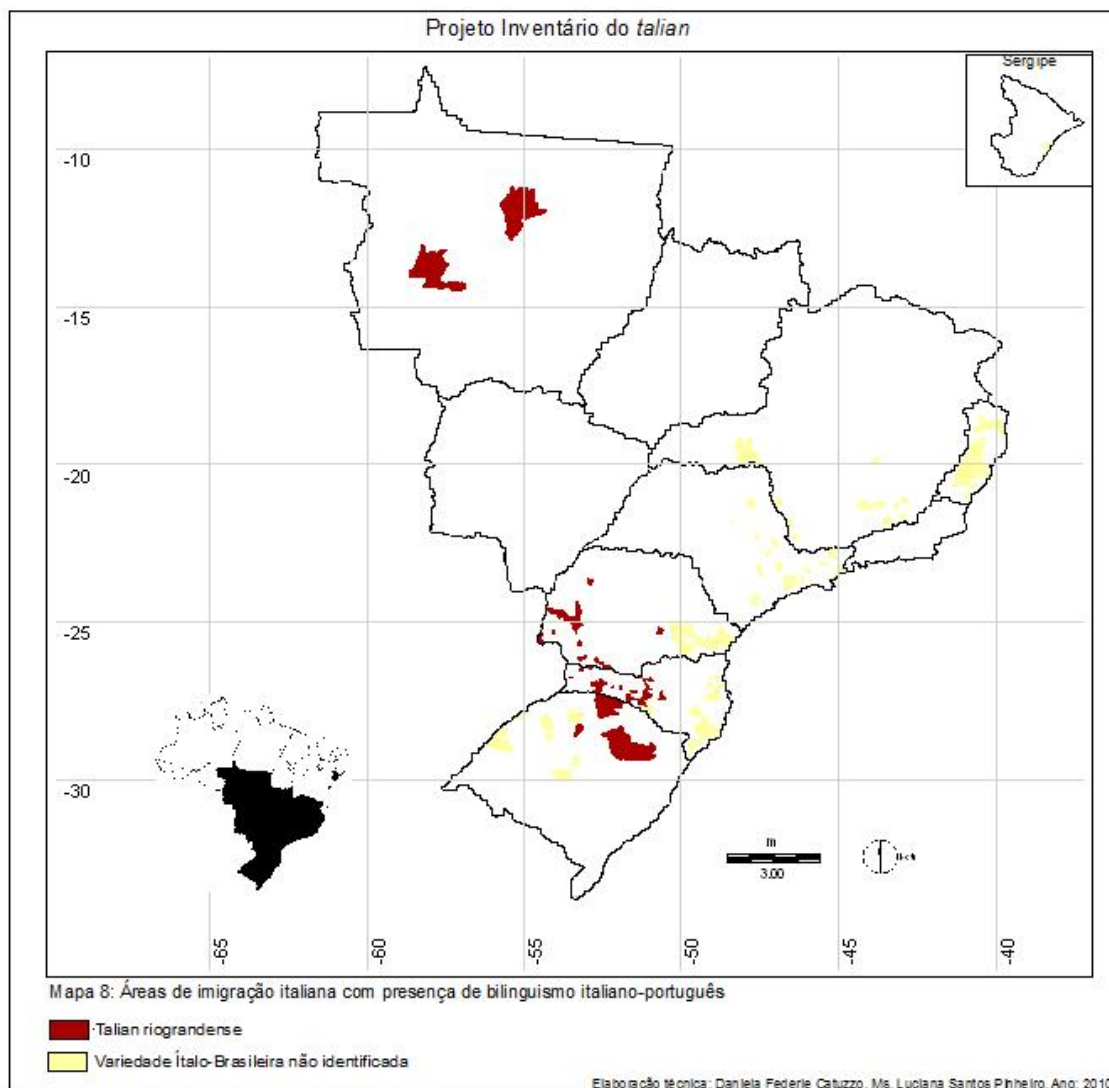 Projeto Inventário do talian
Sergipe
-10
-15
-20
-25
-30
-65
-60
-55
-50
-45
-40
m
3.00
Mapa 8: Áreas de imigração italiana com presença de bilinguismo italiano-português
Talian riograndense
Variedade Ítalo-Brasileira não identificada
Elaboração técnica: Daniela Federle Catuzzo, Ms. Luciana Santos Pinheiro. Ano: